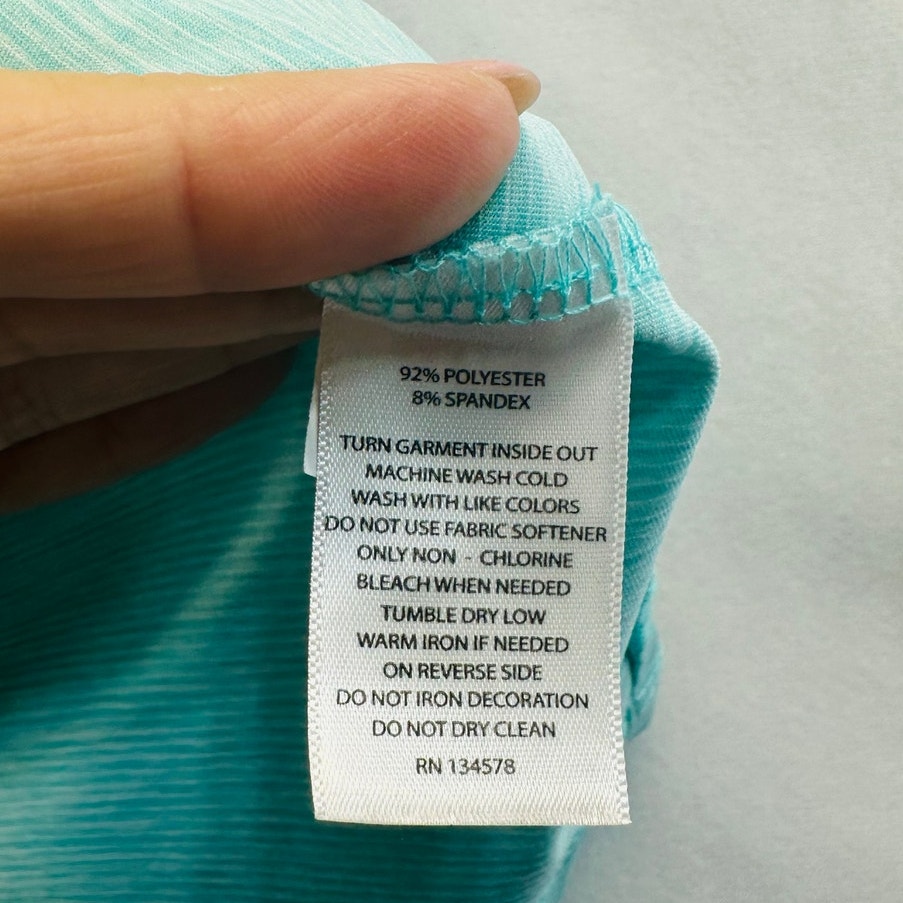 92% POLYESTER
8% SPANDEX
TURN GARMENT INSIDE OUT
MACHINE WASH COLD
WASH WITH LIKE COLORS
DO NOT USE FABRIC SOFTENER
ONLY NON - CHLORINE
BLEACH WHEN NEEDED
TUMBLE DRY LOW
WARM IRON IF NEEDED
ON REVERSE SIDE
DO NOT IRON DECORATION
DO NOT DRY CLEAN
RN 134578